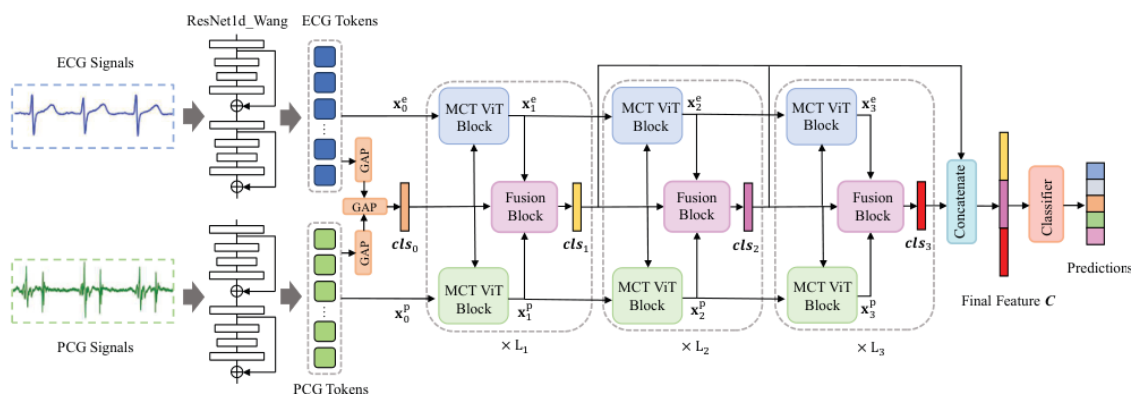 ResNet1d_Wang
ECG Tokens
ECG Signals
x₀ᵉ
MCT ViT
Block
x₁ᵉ
MCT ViT
Block
x₂ᵉ
MCT ViT
Block
x₃ᵉ
GAP
GAP
GAP
cls₀
Fusion
Block
cls₁
Fusion
Block
cls₂
Fusion
Block
cls₃
Concatenate
Classifier
Predictions
Final Feature C
x₀ᵖ
MCT ViT
Block
x₁ᵖ
MCT ViT
Block
x₂ᵖ
MCT ViT
Block
x₃ᵖ
PCG Signals
PCG Tokens
× L₁
× L₂
× L₃